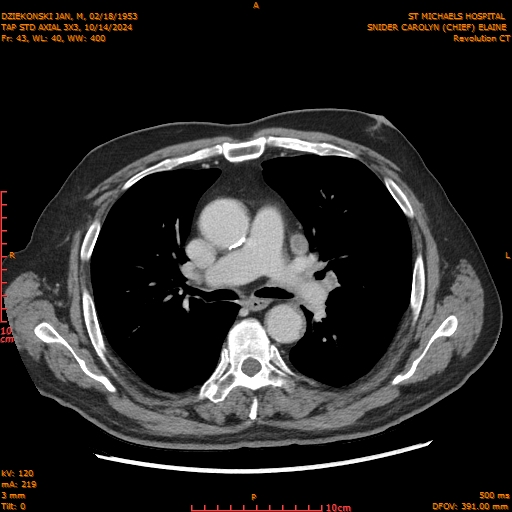 A
DZIEKONSKI JAN, M, 02/18/1953
ST MICHAELS HOSPITAL
TAP STD AXIAL 3X3, 10/14/2024
SNIDER CAROLYN (CHIEF) ELAINE
Fr: 43, WL: 40, WW: 400
Revolution CT
R
L
10
cm
kV: 120
mA: 219
3 mm
Tilt: 0
P
10cm
500 ms
DFOV: 391.00 mm